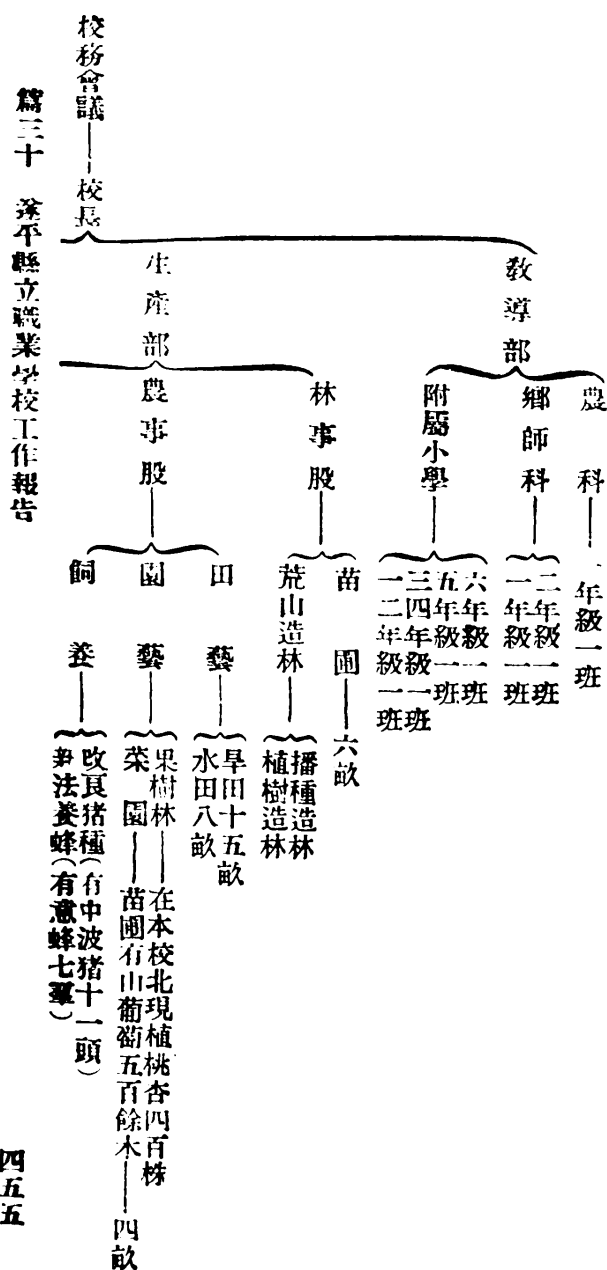 校務會議——校長
教導部
農科——一年級一班
鄉師科
二年級一班
一年級一班
附屬小學
六年級一班
五年級一班
三四年級一班
一二年級一班
生產部
林事股
苗圃——六畝
荒山造林
播種造林
植樹造林
農事股
田藝
旱田十五畝
水田八畝
園藝
果樹林——在本校北現植桃杏四百株
菜園——苗圃有山葡萄五百餘木——四畝
飼養
改良猪種(有中波猪十一頭)
法養蜂(有意蜂七羣)
篇三十 遂平縣立職業學校工作報告
四五五